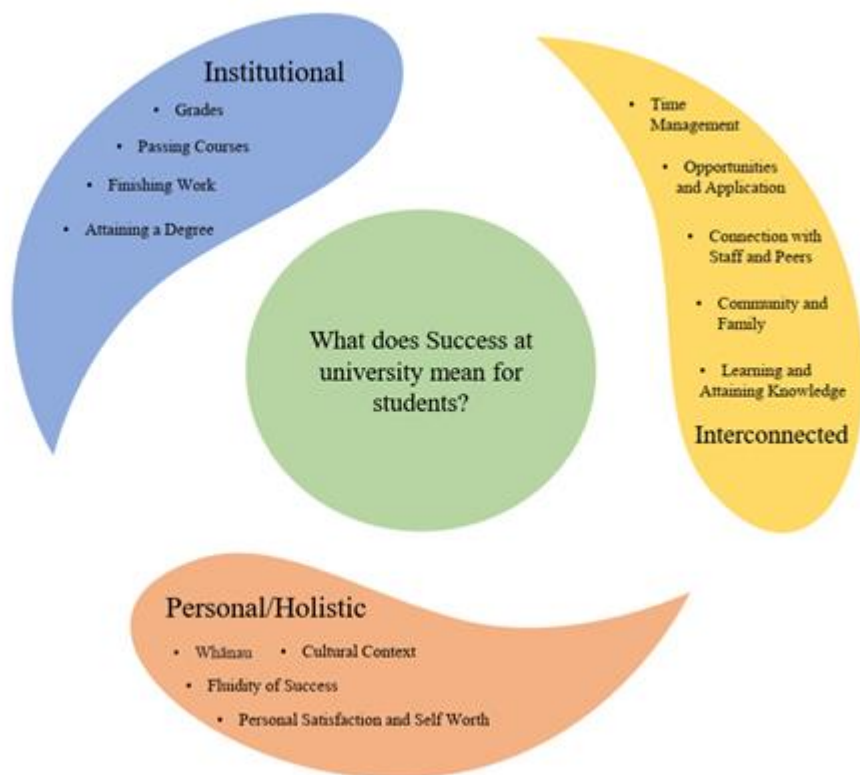 Institutional
• Grades
• Passing Courses
• Finishing Work
• Attaining a Degree
• Time
Management
• Opportunities
and Application
• Connection with
Staff and Peers
• Community and
Family
• Learning and
Attaining Knowledge
Interconnected
What does Success at
university mean for
students?
Personal/Holistic
• Whānau • Cultural Context
• Fluidity of Success
• Personal Satisfaction and Self Worth